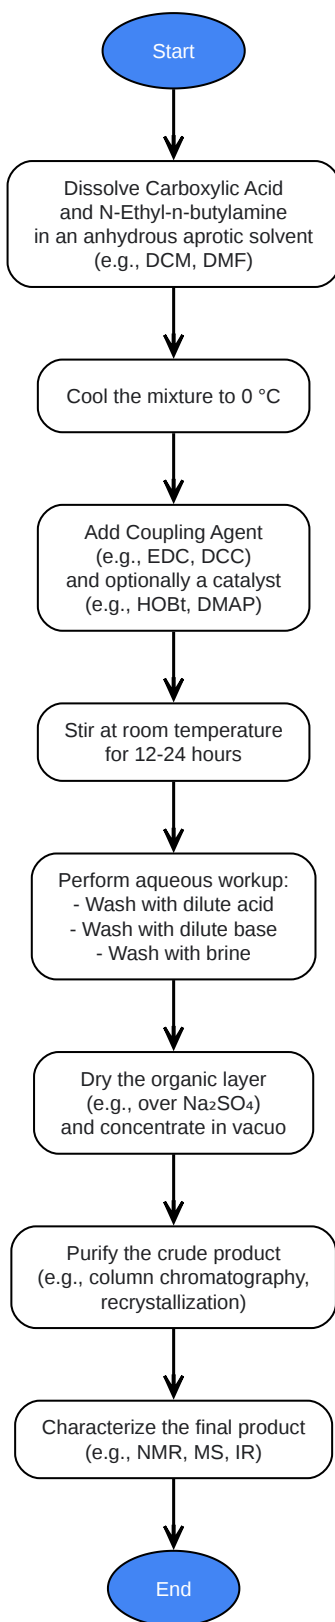 Start
Dissolve Carboxylic Acid
and N-Ethyl-n-butylamine
in an anhydrous aprotic solvent
(e.g., DCM, DMF)
Cool the mixture to 0 °C
Add Coupling Agent
(e.g., EDC, DCC)
and optionally a catalyst
(e.g., HOBt, DMAP)
Stir at room temperature
for 12-24 hours
Perform aqueous workup:
- Wash with dilute acid
- Wash with dilute base
- Wash with brine
Dry the organic layer
(e.g., over Na₂SO₄)
and concentrate in vacuo
Purify the crude product
(e.g., column chromatography,
recrystallization)
Characterize the final product
(e.g., NMR, MS, IR)
End